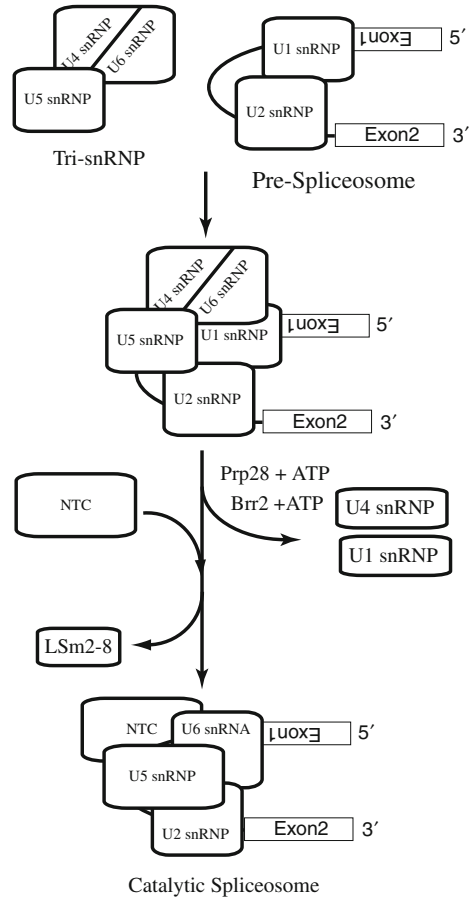 U4 snRNP
U6 snRNP
U5 snRNP
Tri-snRNP
U1 snRNP
Exon1
5′
U2 snRNP
Exon2
3′
Pre-Spliceosome
U4 snRNP
U6 snRNP
U5 snRNP
U1 snRNP
Exon1
5′
U2 snRNP
Exon2
3′
Prp28 + ATP
Brr2 +ATP
NTC
U4 snRNP
U1 snRNP
LSm2-8
NTC
U6 snRNA
Exon1
5′
U5 snRNP
U2 snRNP
Exon2
3′
Catalytic Spliceosome